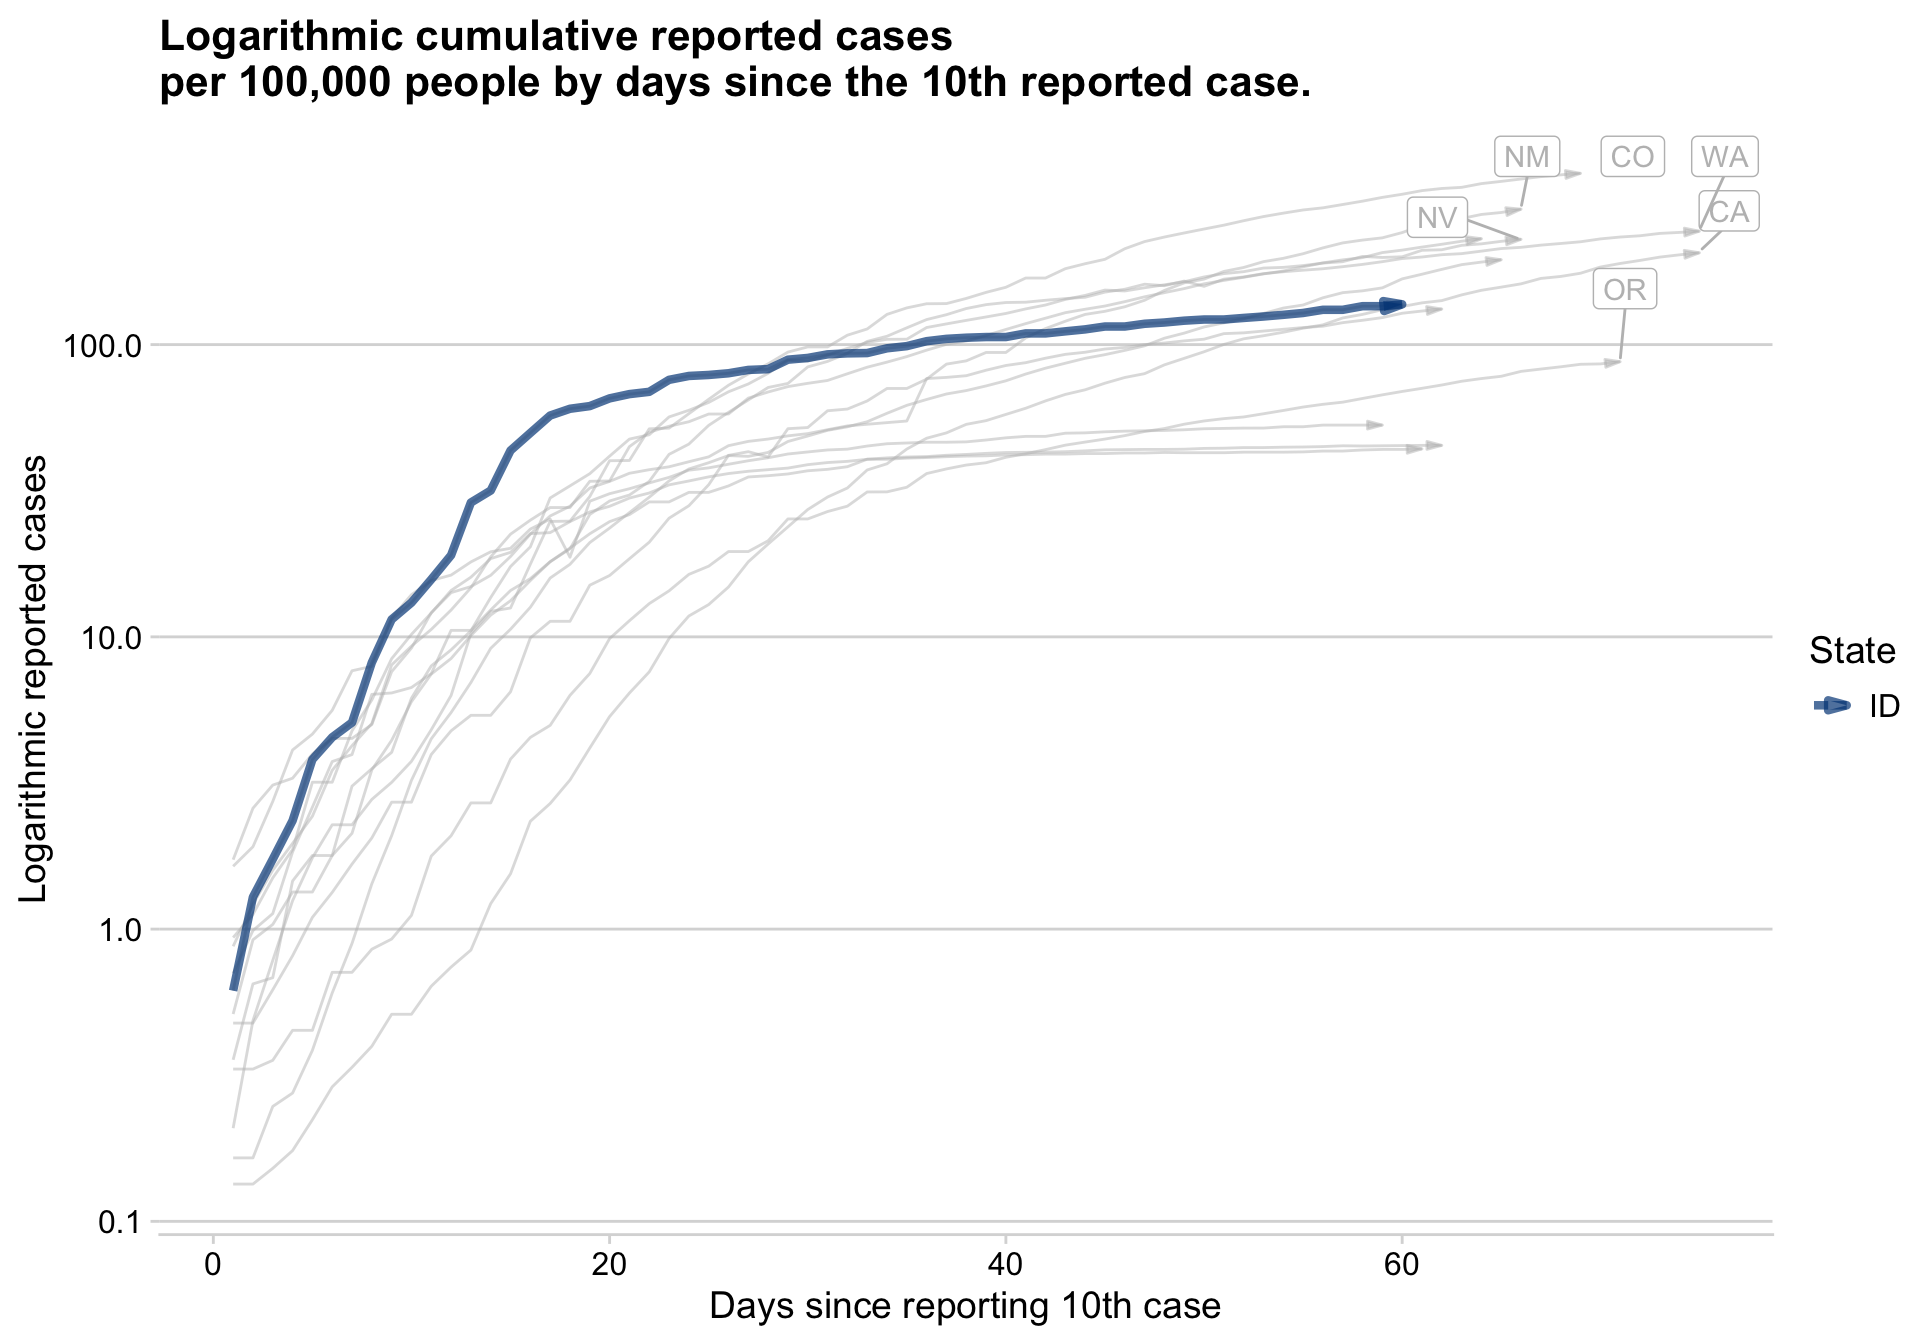 Logarithmic cumulative reported cases
per 100,000 people by days since the 10th reported case.
NM CO WA
NV CA
OR
100.0
10.0
1.0
0.1
Logarithmic reported cases
State
ID
0 20 40 60
Days since reporting 10th case